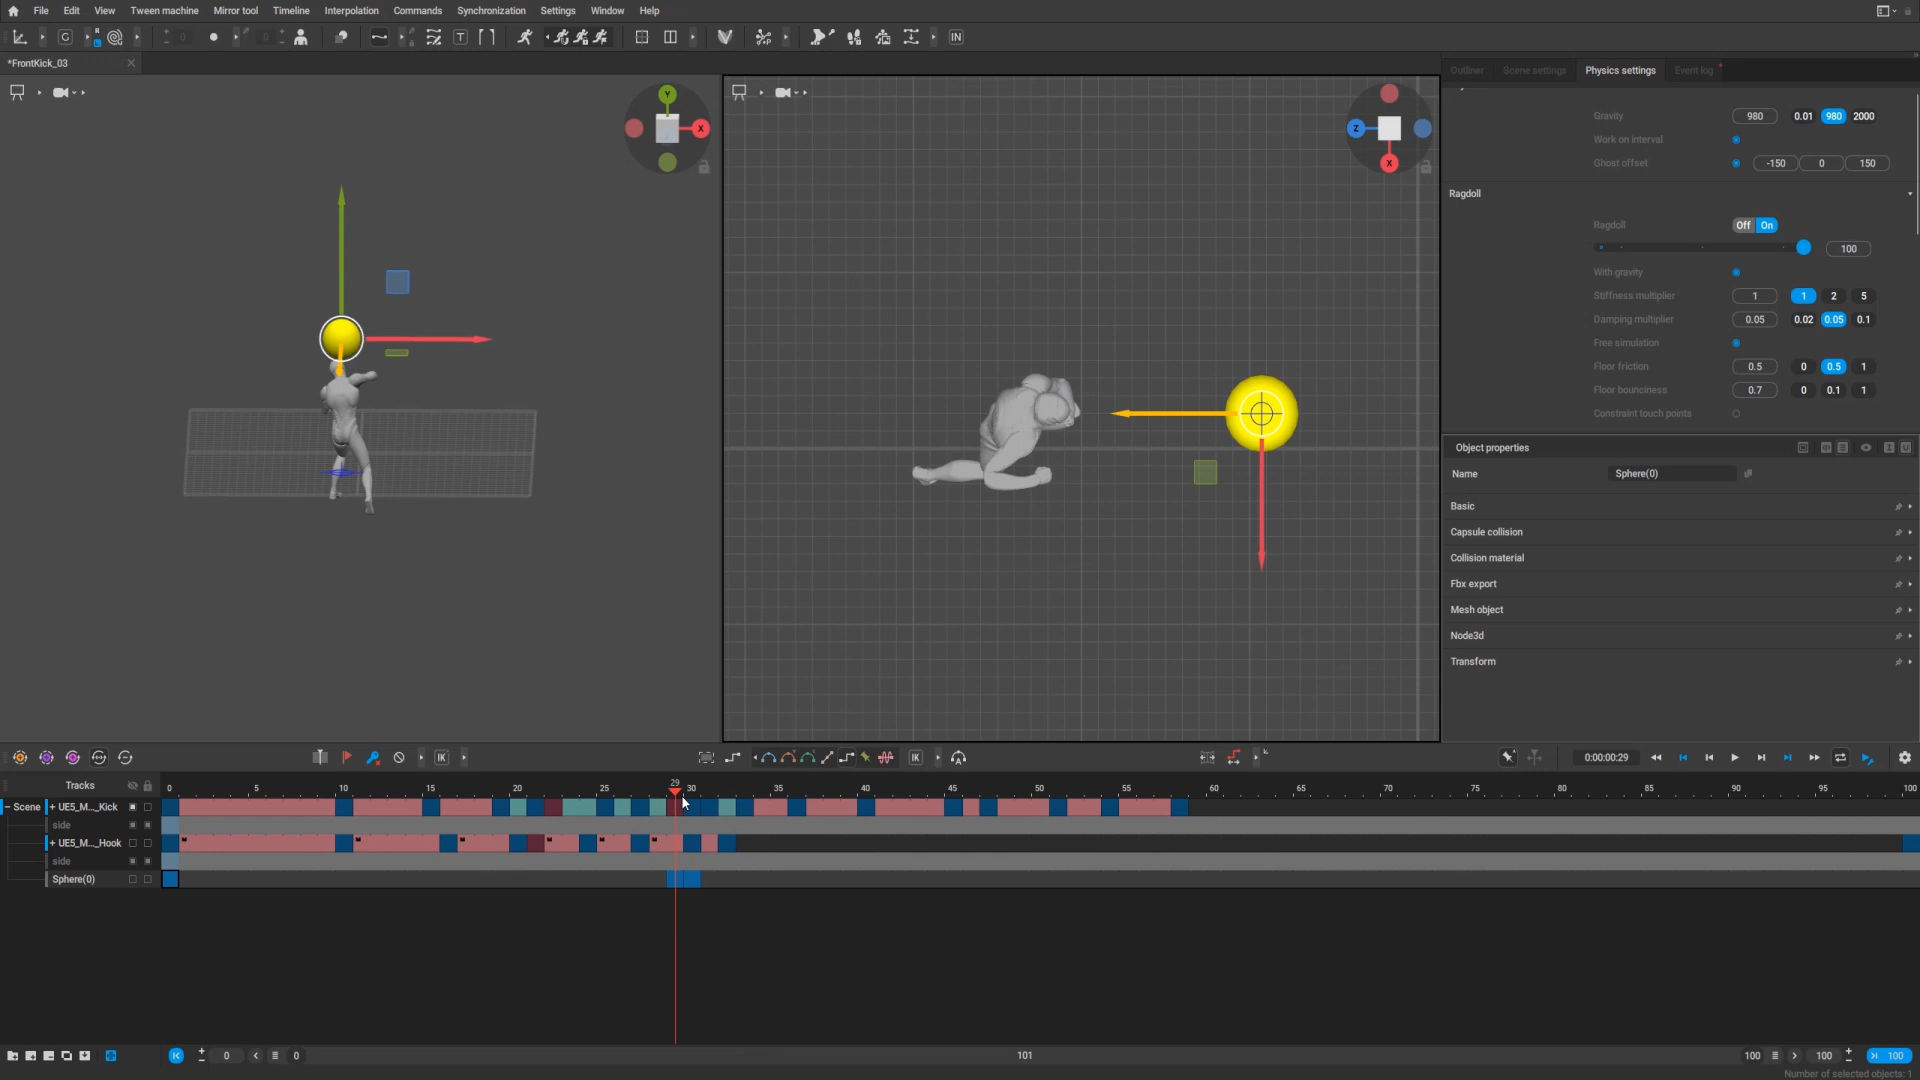 File Edit View Tween machine Mirror tool Timeline Interpolation Commands Synchronization Settings Window Help
G R L T IN
*FrontKick_03
Outliner Scene settings Physics settings Event log
Y X
Z X
Gravity 980 0.01 980 2000
Work on interval
Ghost offset -150 0 150
Ragdoll
Ragdoll Off On
100
With gravity
Stiffness multiplier 1 1 2 5
Damping multiplier 0.05 0.02 0.05 0.1
Free simulation
Floor friction 0.5 0 0.5 1
Floor bounciness 0.7 0 0.1 1
Constraint touch points
Object properties
Name Sphere(0)
Basic
Capsule collision
Collision material
Fbx export
Mesh object
Node3d
Transform
IK IK 0:00:00:29
Tracks 0 5 10 15 20 25 29 30 35 40 45 50 55 60 65 70 75 80 85 90 95 100
Scene + UE5_M..._Kick
side
+ UE5_M..._Hook
side
Sphere(0)
0 0 101 100 100 100
Number of selected objects: 1